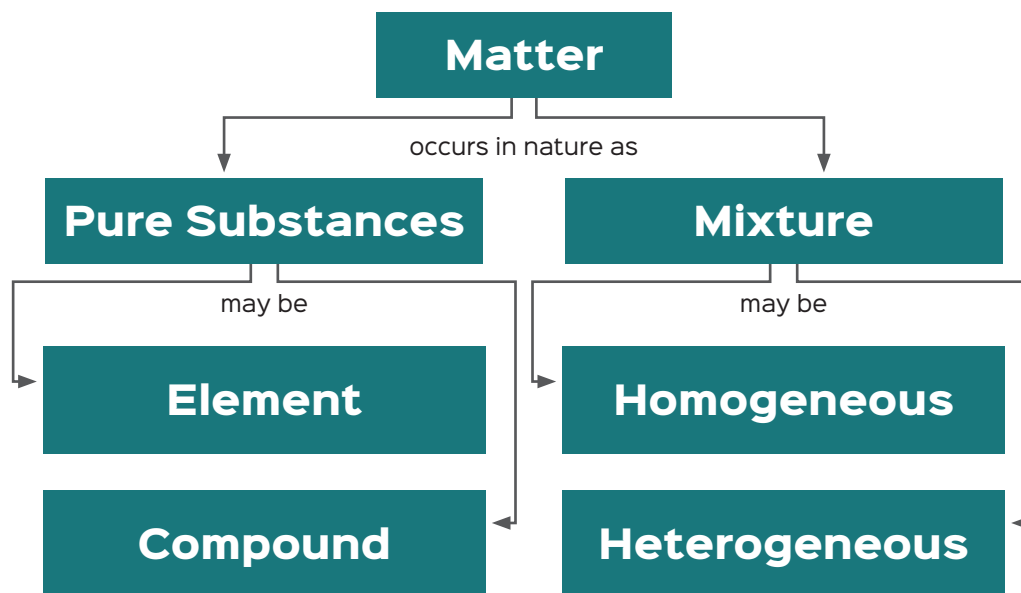 Matter
occurs in nature as
Pure Substances
Mixture
may be
may be
Element
Homogeneous
Compound
Heterogeneous